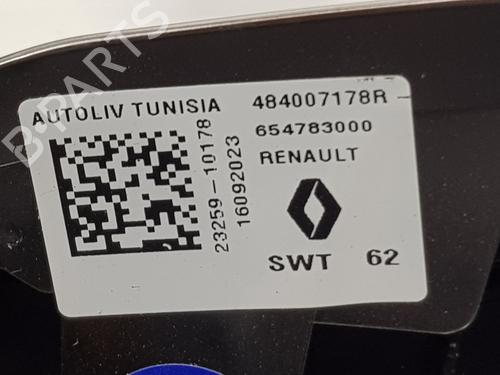 AUTOLIV TUNISIA 484007178R
654783000
RENAULT
23259-10178
16092023
SWT 62
B-PARTS